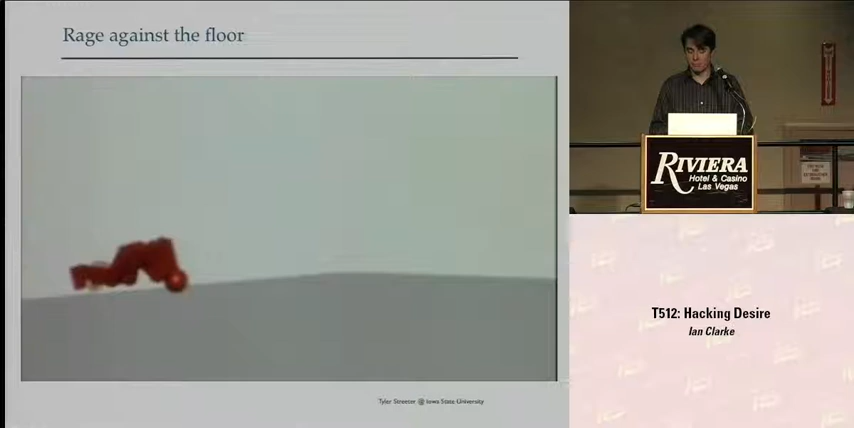 Rage against the floor
Tyler Streeter @ Iowa State University
RIVIERA
Hotel & Casino
Las Vegas
T512: Hacking Desire
Ian Clarke